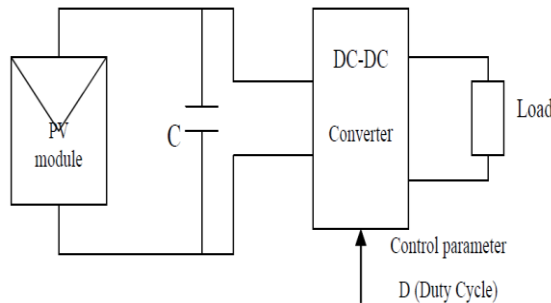 PV
module
C
DC-DC
Converter
Load
Control parameter
D (Duty Cycle)